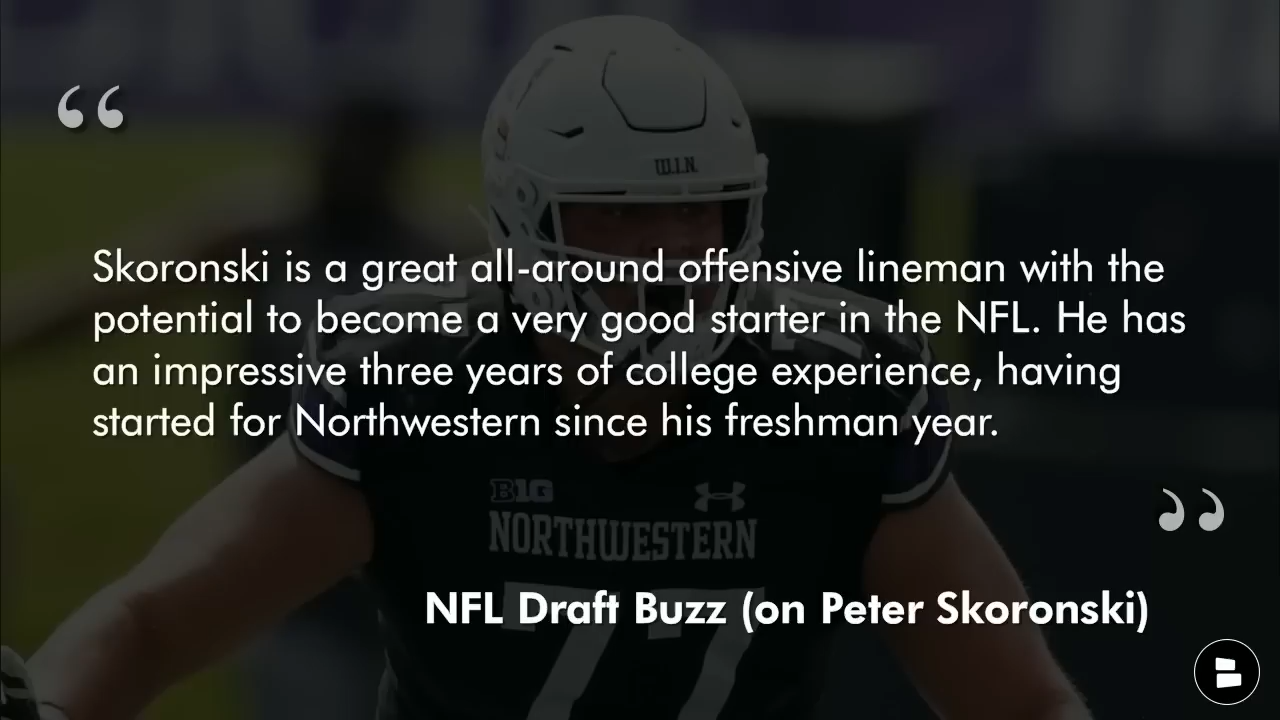 W.I.N.
“
Skoronski is a great all-around offensive lineman with the
potential to become a very good starter in the NFL. He has
an impressive three years of college experience, having
started for Northwestern since his freshman year.
”
B1G
NORTHWESTERN
77
NFL Draft Buzz (on Peter Skoronski)